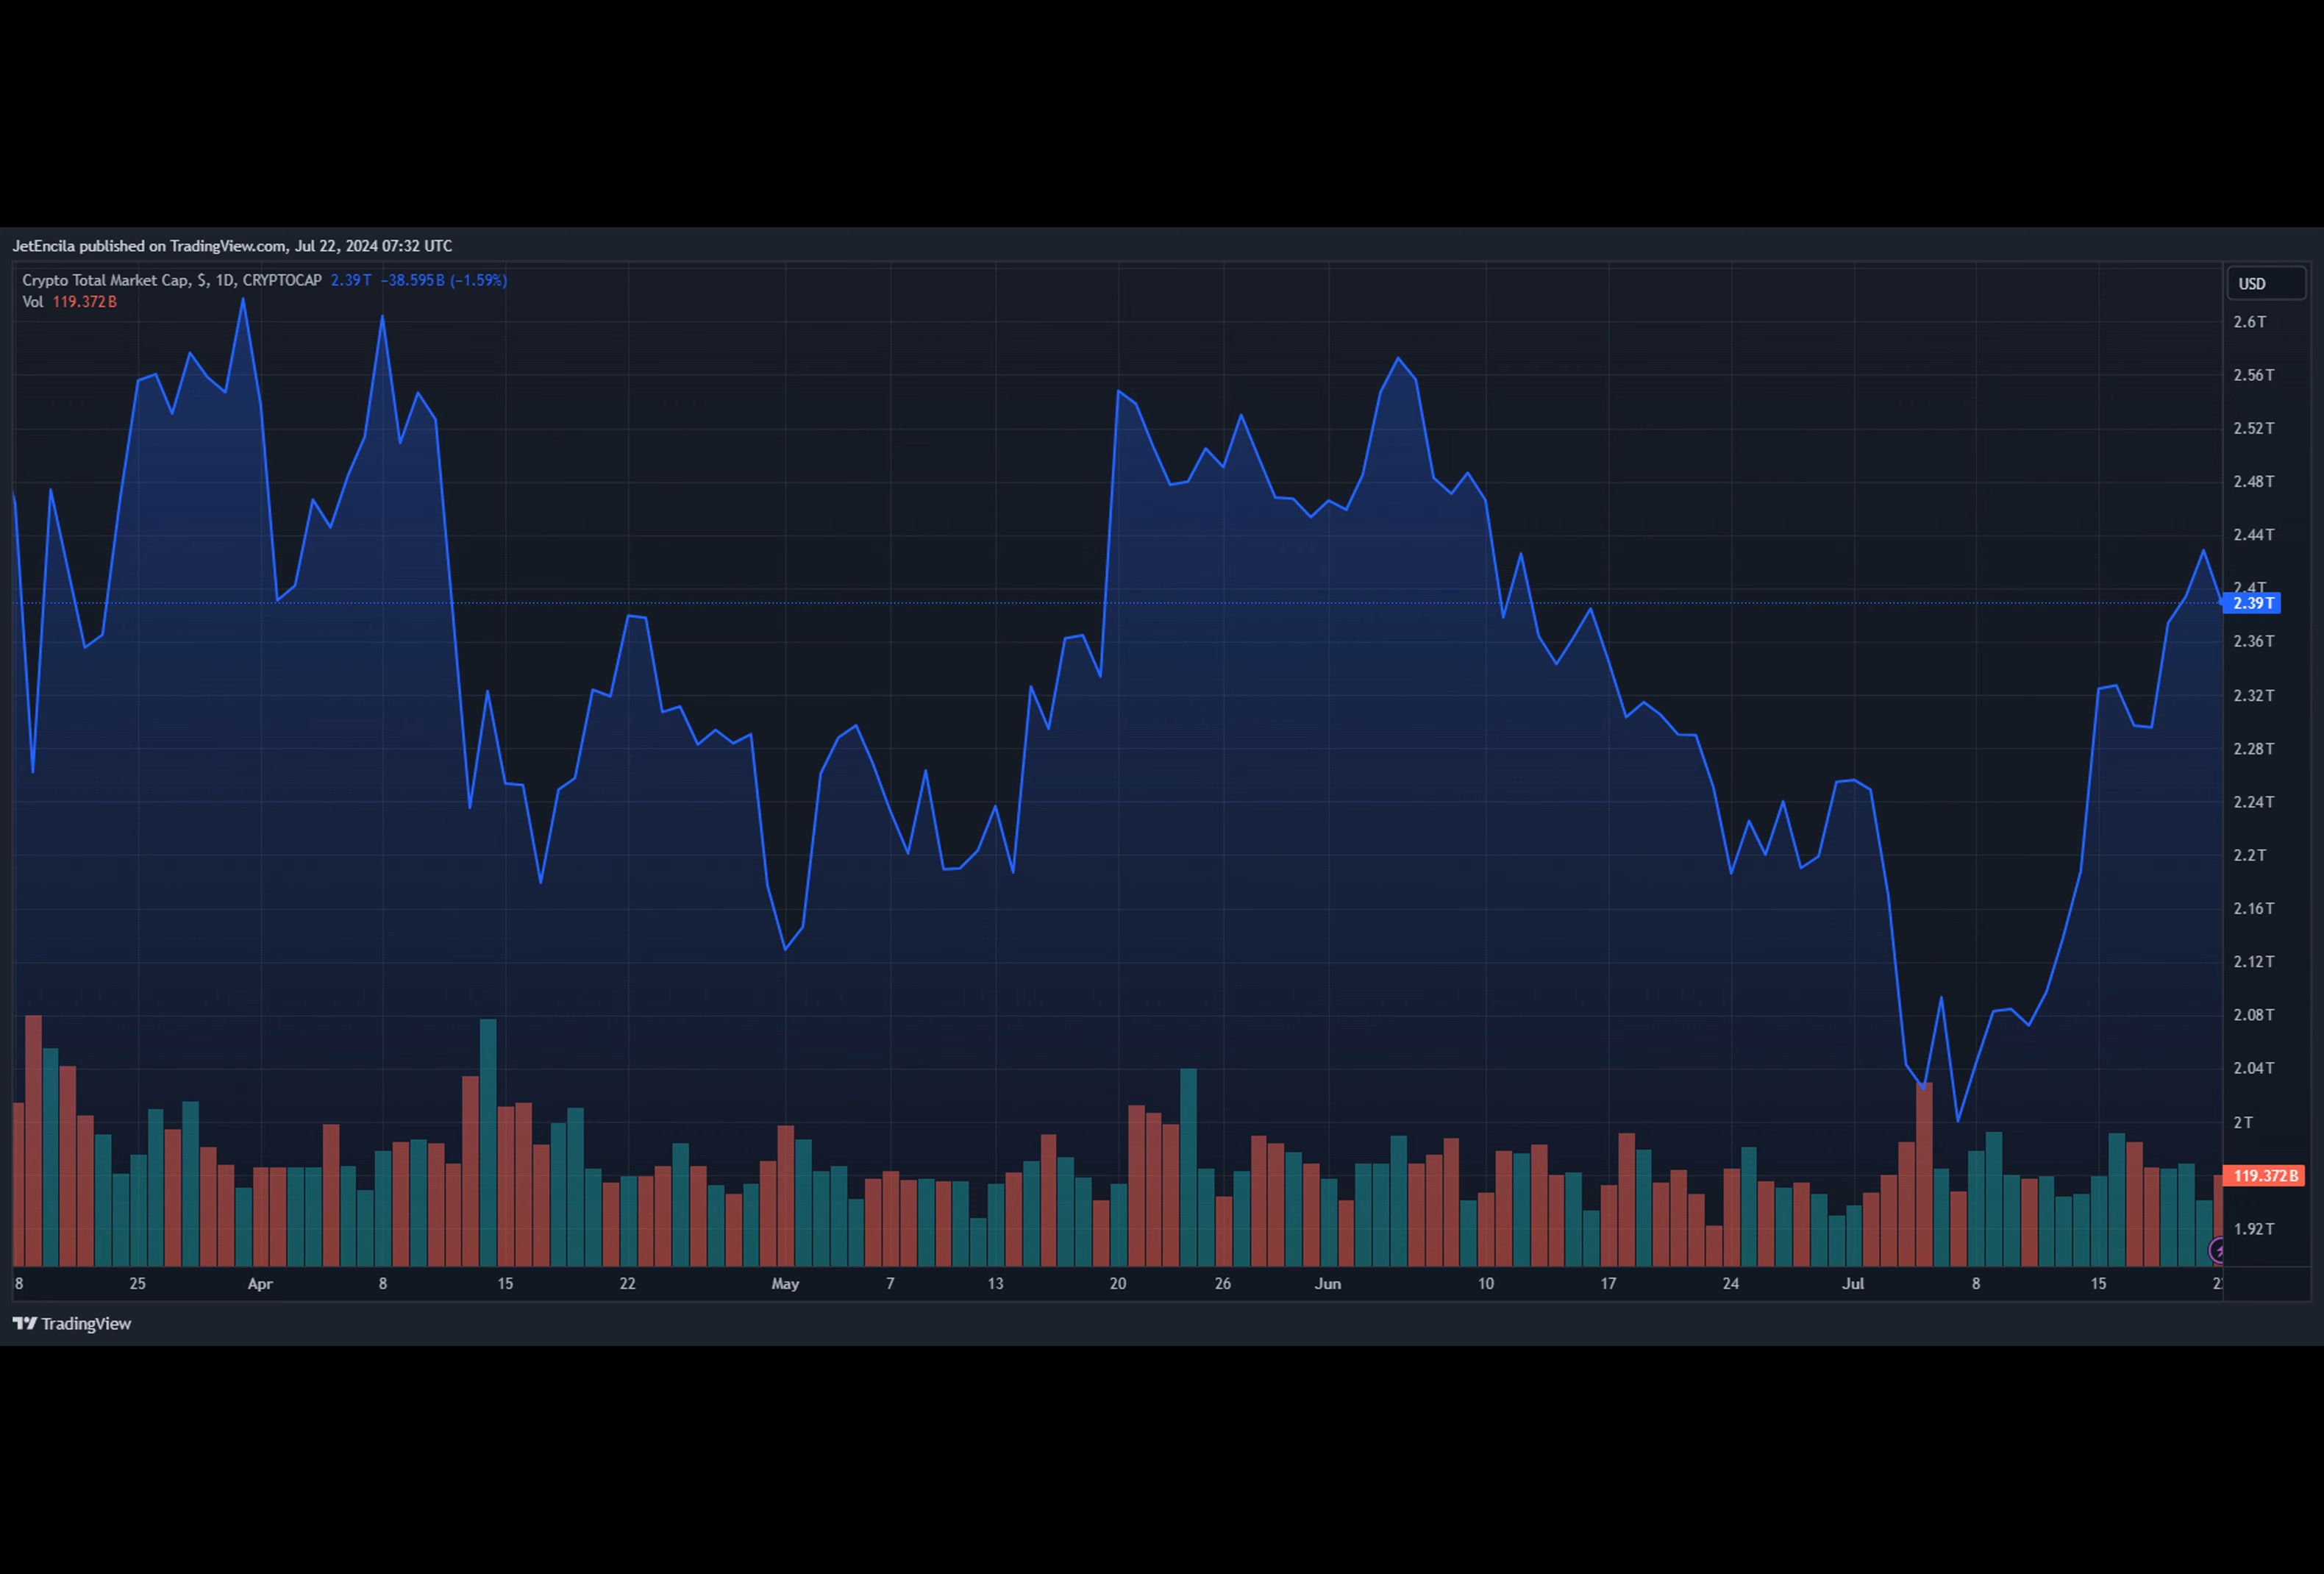 JetEncila published on TradingView.com, Jul 22, 2024 07:32 UTC
Crypto Total Market Cap, $, 1D, CRYPTOCAP 2.39 T −38.595 B (−1.59%)
Vol 119.372 B
USD
2.6T
2.56T
2.52T
2.48T
2.44T
2.4T
2.39T
2.36T
2.32T
2.28T
2.24T
2.2T
2.16T
2.12T
2.08T
2.04T
2T
119.372 B
1.92T
8 25 Apr 8 15 22 May 7 13 20 26 Jun 10 17 24 Jul 8 15
TradingView